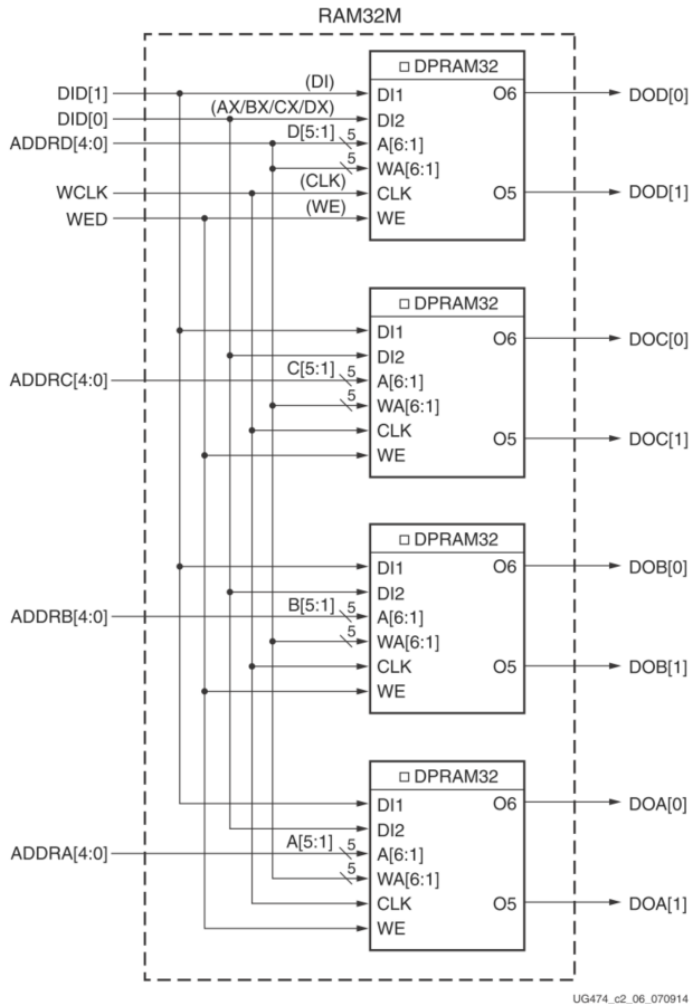 RAM32M
DPRAM32
DID[1] (DI) DI1 O6 DOD[0]
DID[0] (AX/BX/CX/DX) DI2
ADDRD[4:0] D[5:1] 5 A[6:1]
5 WA[6:1]
WCLK (CLK) CLK O5 DOD[1]
WED (WE) WE
DPRAM32
DI1 O6 DOC[0]
DI2
ADDRC[4:0] C[5:1] 5 A[6:1]
5 WA[6:1]
CLK O5 DOC[1]
WE
DPRAM32
DI1 O6 DOB[0]
DI2
ADDRB[4:0] B[5:1] 5 A[6:1]
5 WA[6:1]
CLK O5 DOB[1]
WE
DPRAM32
DI1 O6 DOA[0]
DI2
ADDRA[4:0] A[5:1] 5 A[6:1]
5 WA[6:1]
CLK O5 DOA[1]
WE
UG474_c2_06_070914